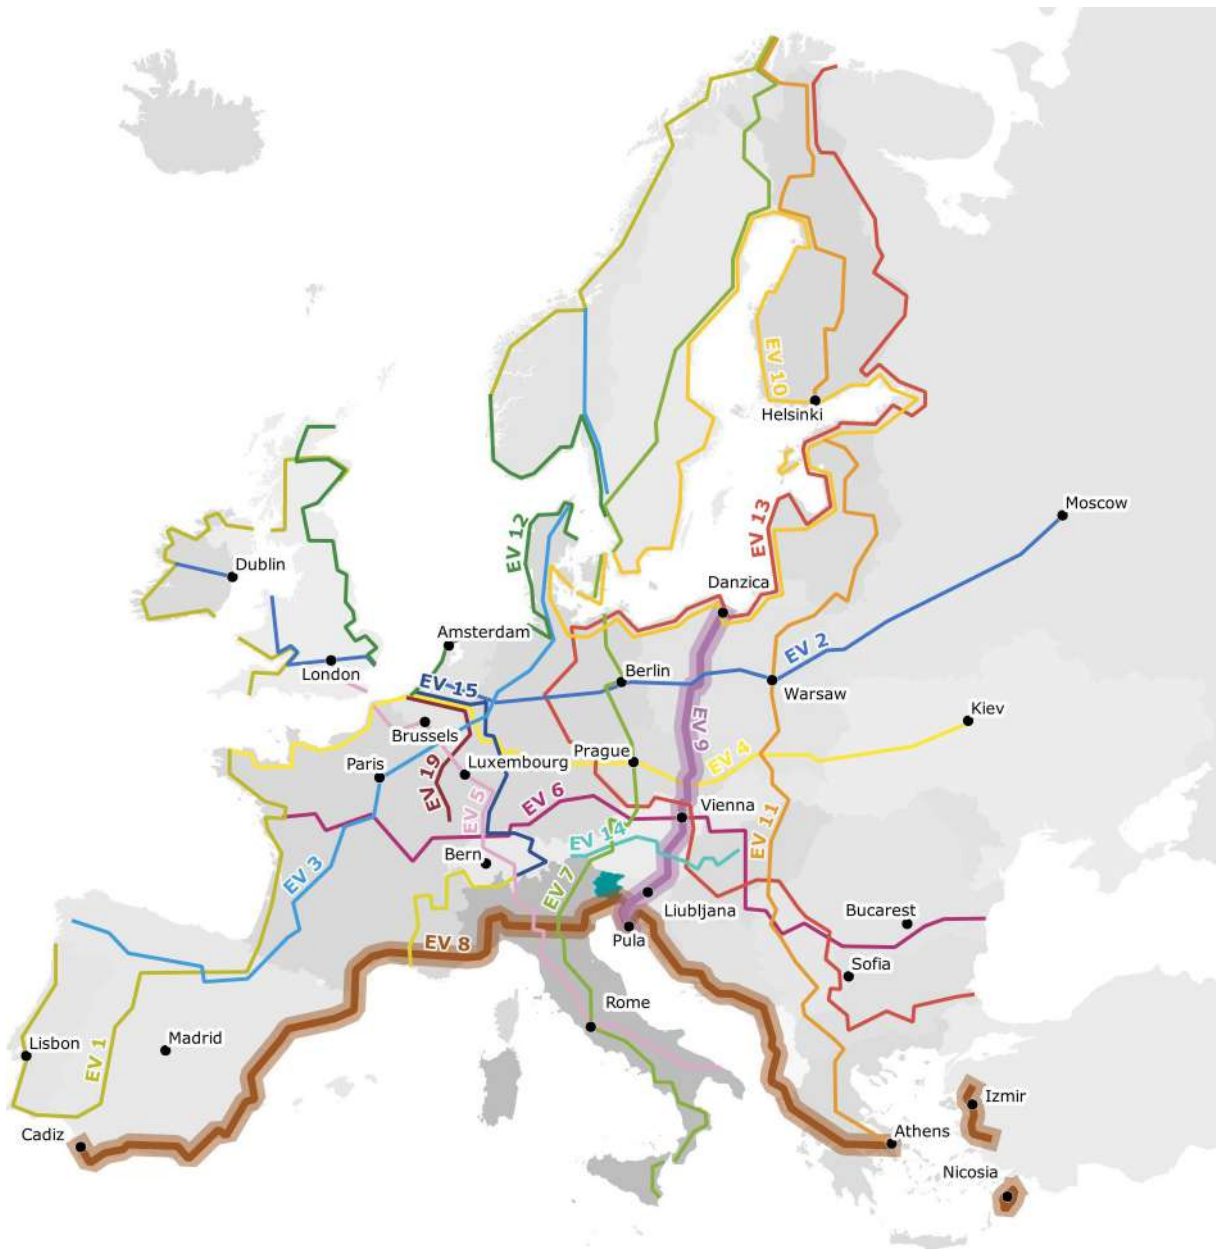 EV 10
Helsinki
Moscow
EV 12
EV 13
Dublin
Danzica
Amsterdam
EV 2
London
EV 15
Berlin
Warsaw
Kiev
Brussels
EV 9
Prague
EV 4
Paris
EV 19
Luxembourg
EV 6
EV 5
Vienna
EV 11
EV 14
Bern
EV 3
EV 7
Liubljana
Bucarest
Pula
EV 8
Sofia
Rome
Madrid
Lisbon
EV 1
Izmir
Cadiz
Athens
Nicosia